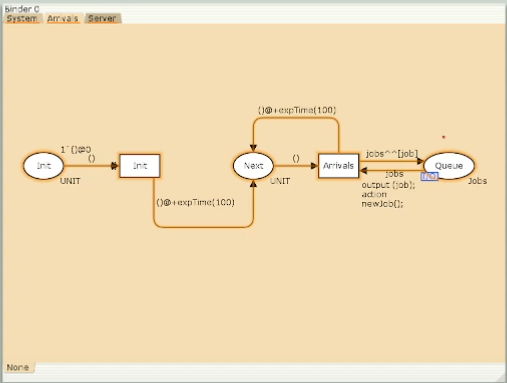 Binder 0
System Arrivals Server
()@+expTime(100)
1`()@0
()
()
jobs^^[job]
Init
Init
Next
Arrivals
Queue
jobs
I/O
UNIT
UNIT
Jobs
output (job);
action
newJob();
()@+expTime(100)
None